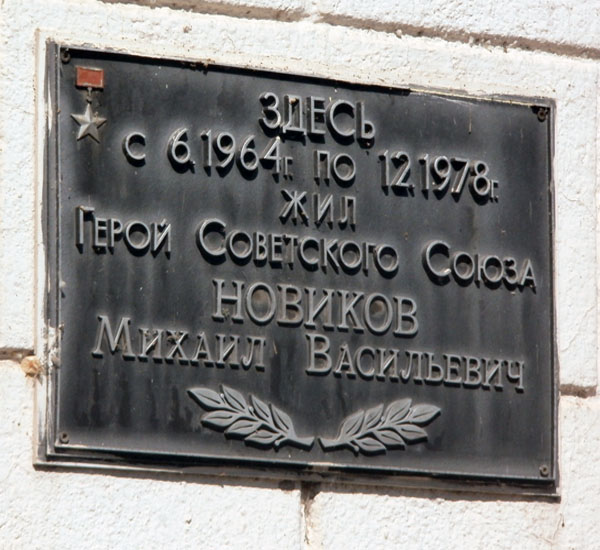 ЗДЕСЬ
С 6.1964г. ПО 12.1978г.
ЖИЛ
ГЕРОЙ СОВЕТСКОГО СОЮЗА
НОВИКОВ
МИХАИЛ ВАСИЛЬЕВИЧ